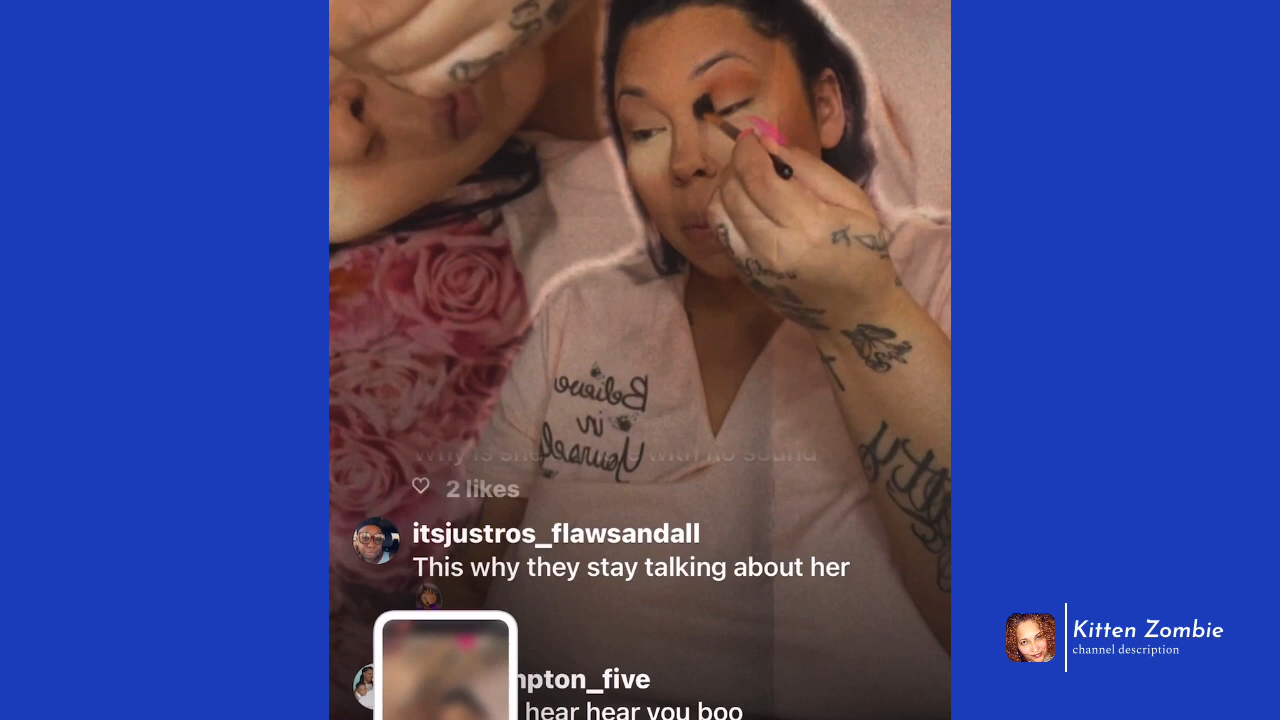 Believe
in
Yourself
2 likes
itsjustros_flawsandall
This why they stay talking about her
mpton_five
hear hear you boo
Kitten Zombie
channel description